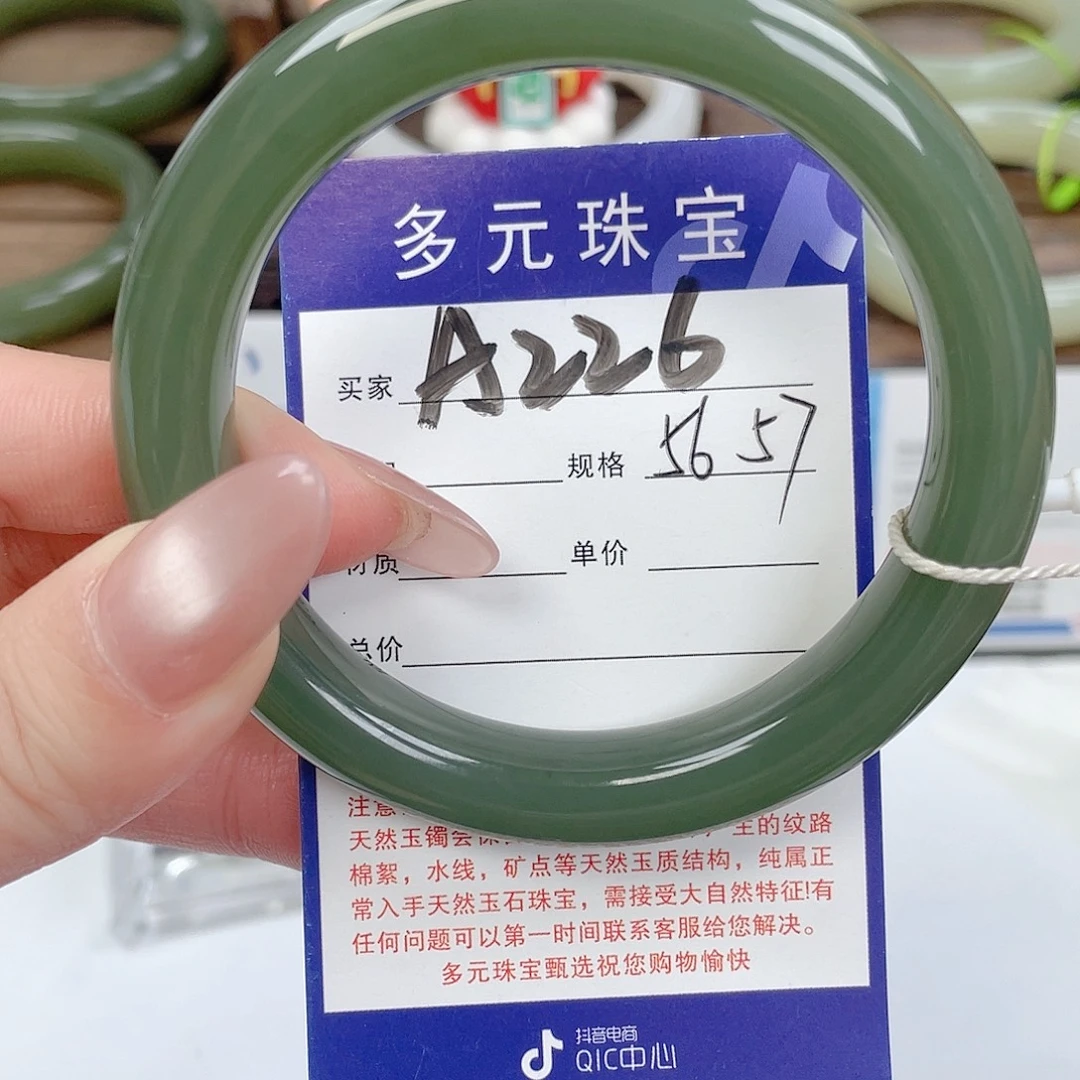 多元珠宝
买家 A226
规格 56 57
材质 单价
总价
注意
天然玉镯会保 生的纹路
棉絮，水线，矿点等天然玉质结构，纯属正
常入手天然玉石珠宝，需接受大自然特征!有
任何问题可以第一时间联系客服给您解决。
多元珠宝甄选祝您购物愉快
抖音电商
QIC中心